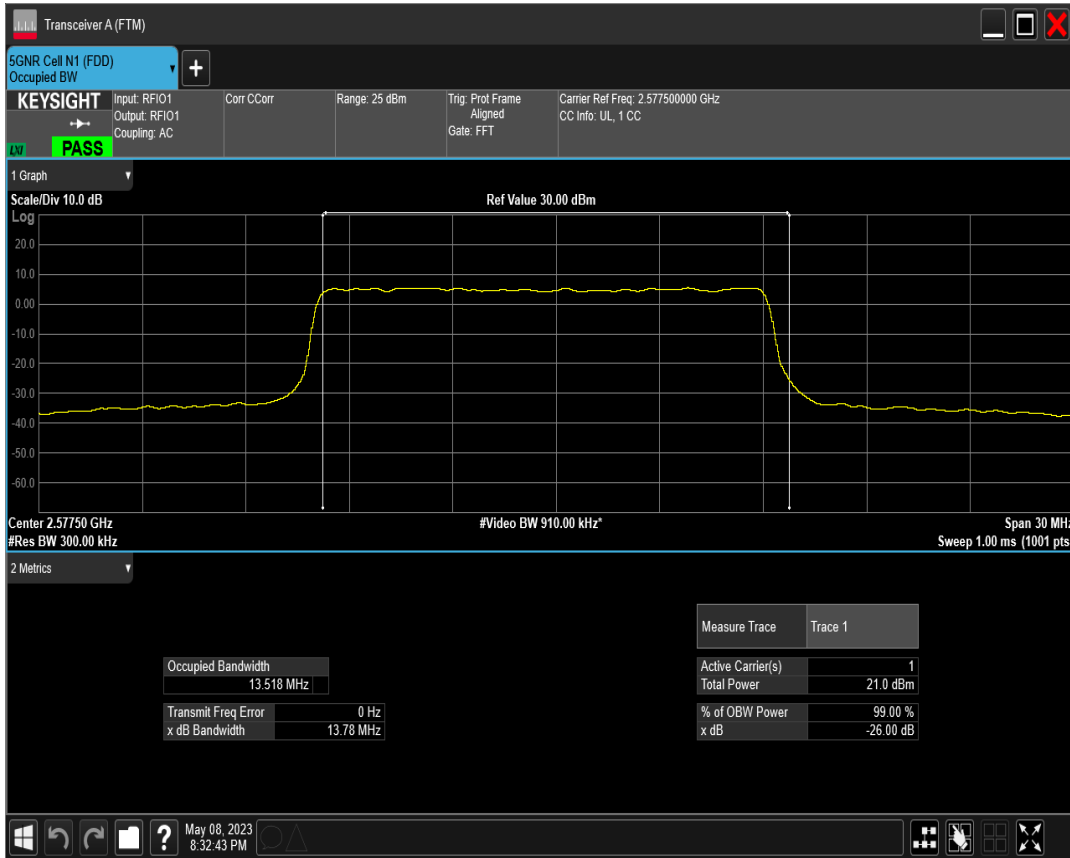 Transceiver A (FTM)
5GNR Cell N1 (FDD)
Occupied BW
+
KEYSIGHT
LXI
PASS
Input: RFIO1
Output: RFIO1
Coupling: AC
Corr CCorr
Range: 25 dBm
Trig: Prot Frame
Aligned
Gate: FFT
Carrier Ref Freq: 2.577500000 GHz
CC Info: UL, 1 CC
1 Graph
Scale/Div 10.0 dB
Ref Value 30.00 dBm
Log
20.0
10.0
0.00
-10.0
-20.0
-30.0
-40.0
-50.0
-60.0
Center 2.57750 GHz
#Video BW 910.00 kHz*
Span 30 MHz
#Res BW 300.00 kHz
Sweep 1.00 ms (1001 pts
2 Metrics
Measure Trace Trace 1
Occupied Bandwidth
13.518 MHz
Active Carrier(s) 1
Total Power 21.0 dBm
Transmit Freq Error 0 Hz
x dB Bandwidth 13.78 MHz
% of OBW Power 99.00 %
x dB -26.00 dB
?
May 08, 2023
8:32:43 PM